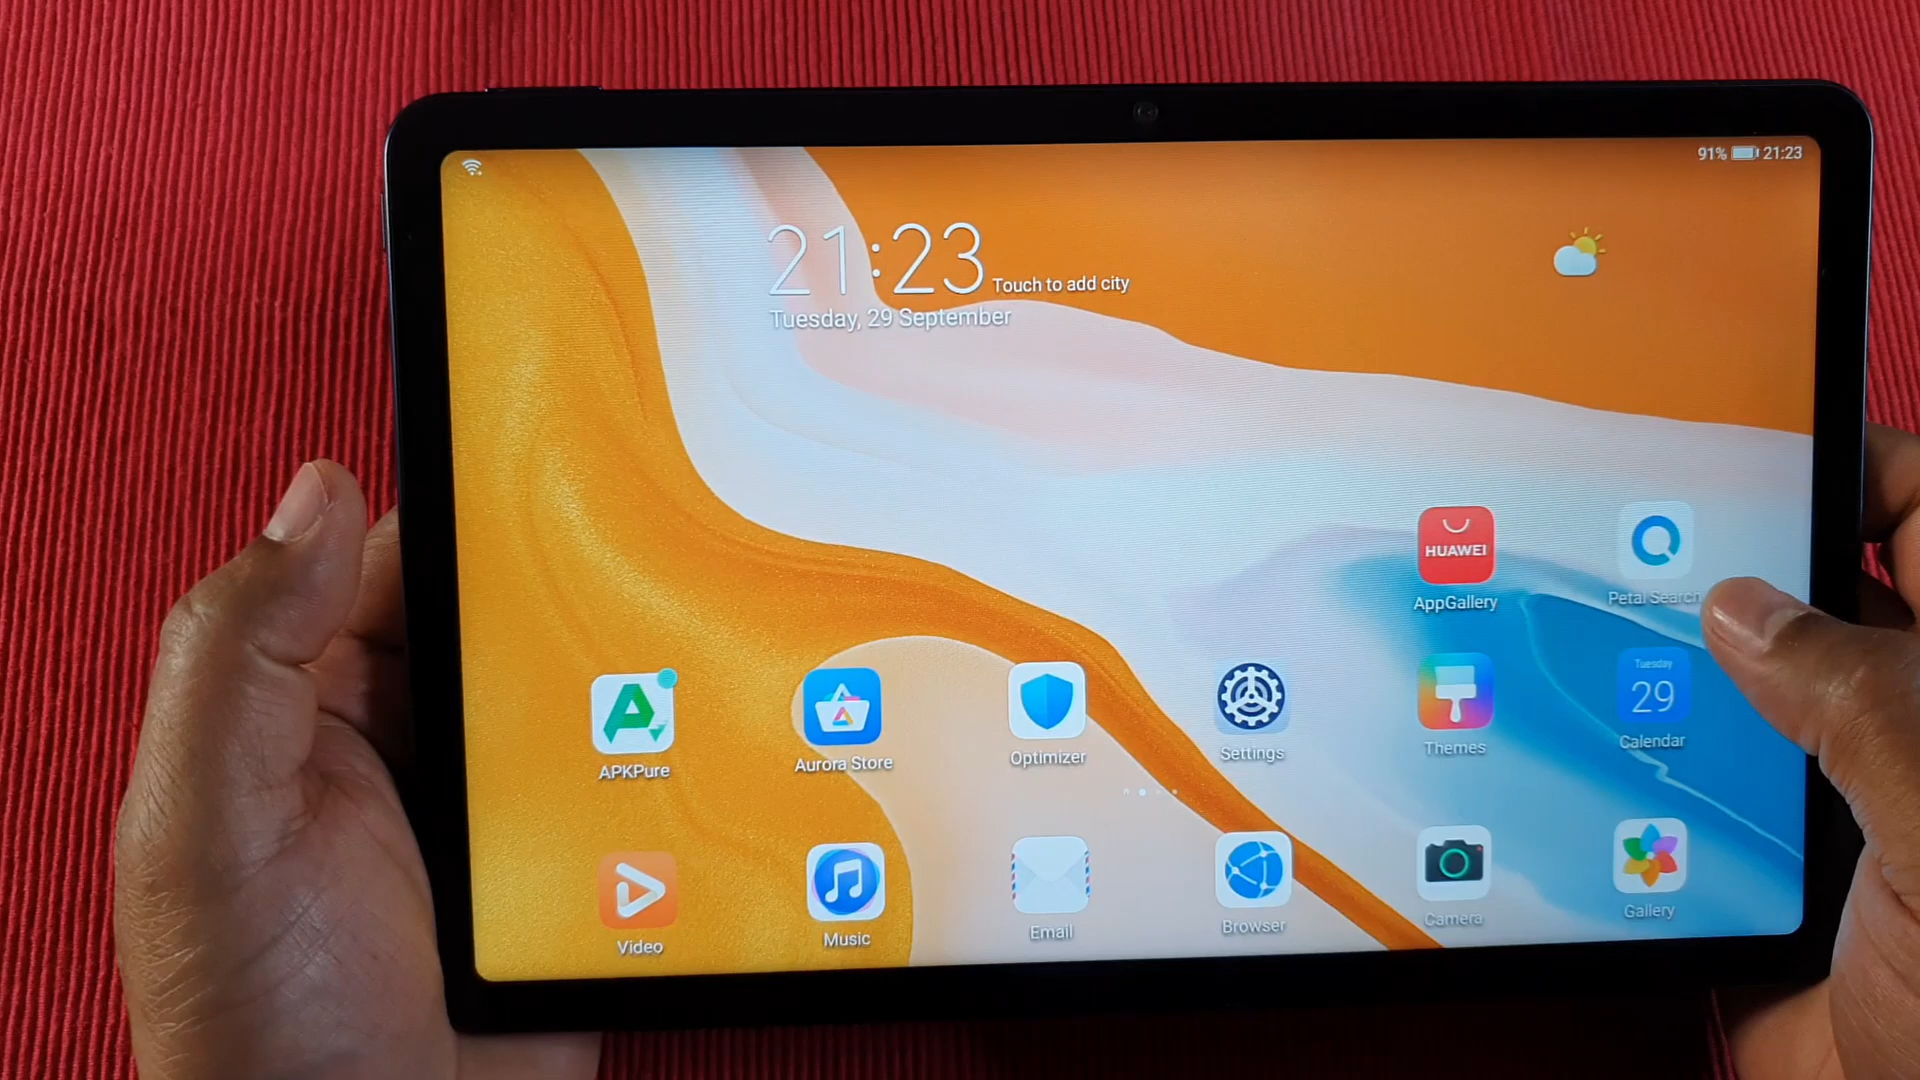 91% 21:23
21:23 Touch to add city
Tuesday, 29 September
HUAWEI
AppGallery
Petal Search
Tuesday
29
APKPure
Aurora Store
Optimizer
Settings
Themes
Calendar
Video
Music
Email
Browser
Camera
Gallery